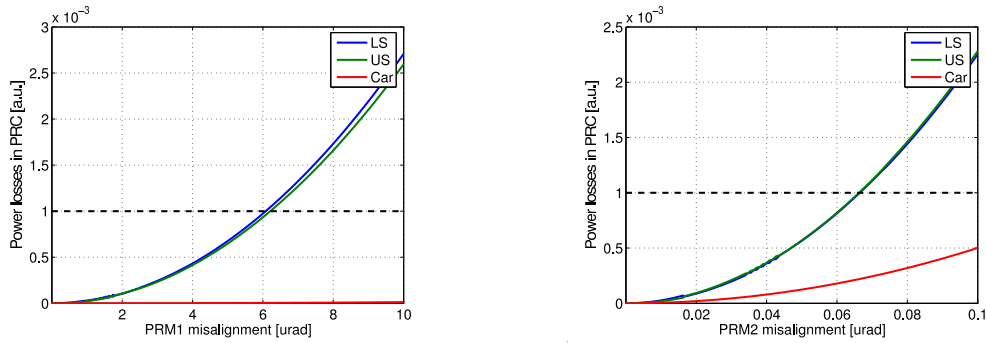 x 10⁻³
3
2.5
2
1.5
1
0.5
0
2
4
6
8
10
Power losses in PRC [a.u.]
PRM1 misalignment [urad]
LS
US
Car
x 10⁻³
2.5
2
1.5
1
0.5
0
0.02
0.04
0.06
0.08
0.1
Power losses in PRC [a.u.]
PRM2 misalignment [urad]
LS
US
Car